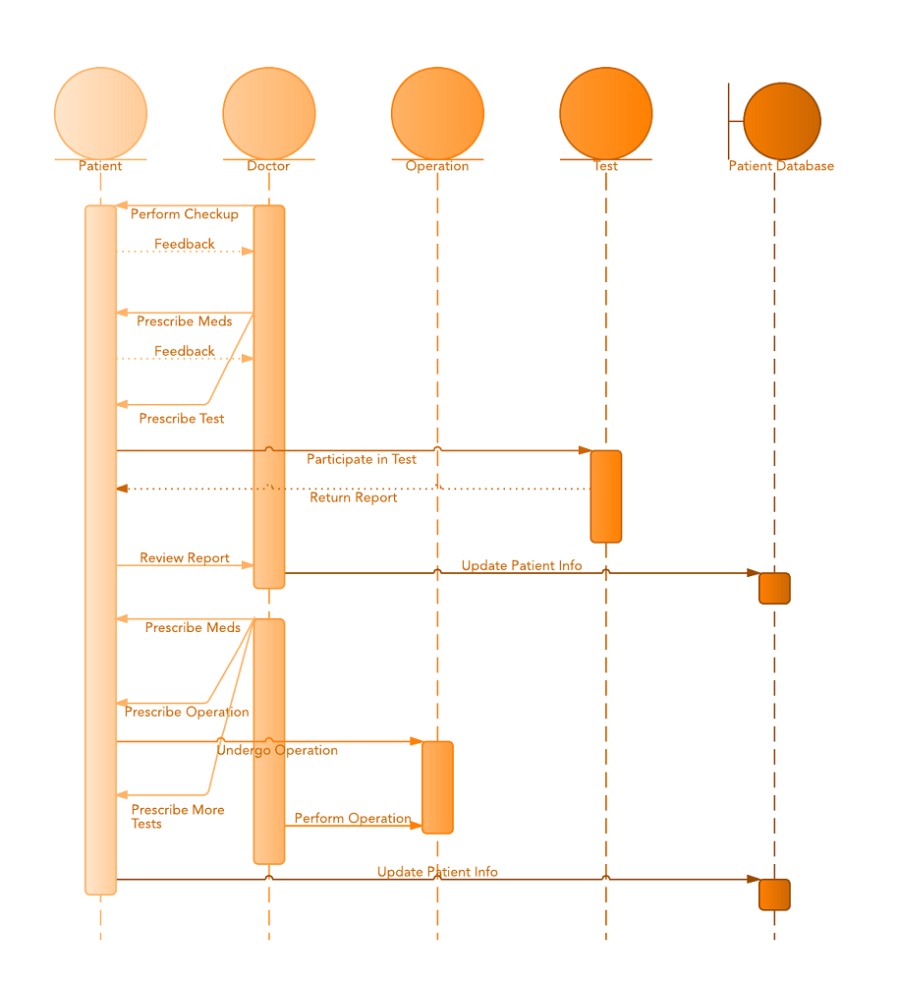 Patient
Doctor
Operation
Test
Patient Database
Perform Checkup
Feedback
Prescribe Meds
Feedback
Prescribe Test
Participate in Test
Return Report
Review Report
Update Patient Info
Prescribe Meds
Prescribe Operation
Undergo Operation
Prescribe More
Tests
Perform Operation
Update Patient Info